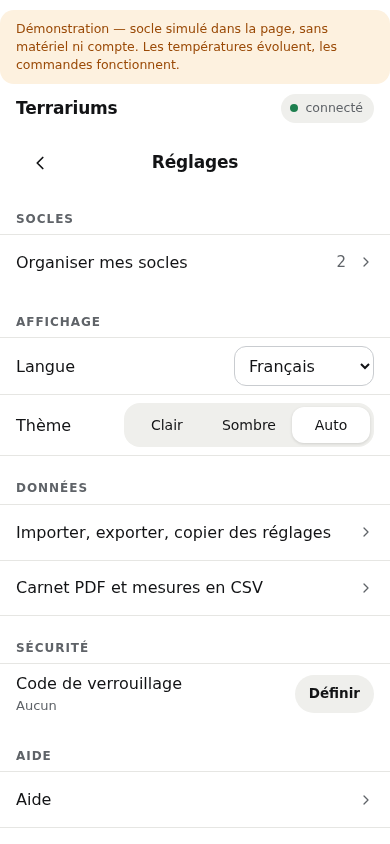 Démonstration — socle simulé dans la page, sans
matériel ni compte. Les températures évoluent, les
commandes fonctionnent.
Terrariums
connecté
Réglages
SOCLES
Organiser mes socles 2
AFFICHAGE
Langue Français
Thème Clair Sombre Auto
DONNÉES
Importer, exporter, copier des réglages
Carnet PDF et mesures en CSV
SÉCURITÉ
Code de verrouillage
Aucun
Définir
AIDE
Aide